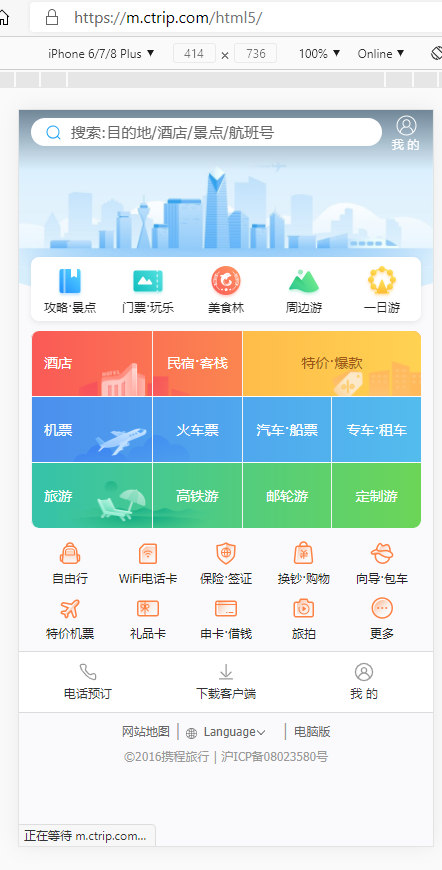 https://m.ctrip.com/html5/
iPhone 6/7/8 Plus ▼ 414 × 736 100% ▼ Online ▼
搜索:目的地/酒店/景点/航班号
我 的
攻略·景点 门票·玩乐 美食林 周边游 一日游
酒店 民宿·客栈 特价·爆款
机票 火车票 汽车·船票 专车·租车
旅游 高铁游 邮轮游 定制游
自由行 WiFi电话卡 保险·签证 换钞·购物 向导·包车
特价机票 礼品卡 申卡·借钱 旅拍 更多
电话预订 下载客户端 我 的
网站地图 Language 电脑版
©2016携程旅行 | 沪ICP备08023580号
正在等待 m.ctrip.com...